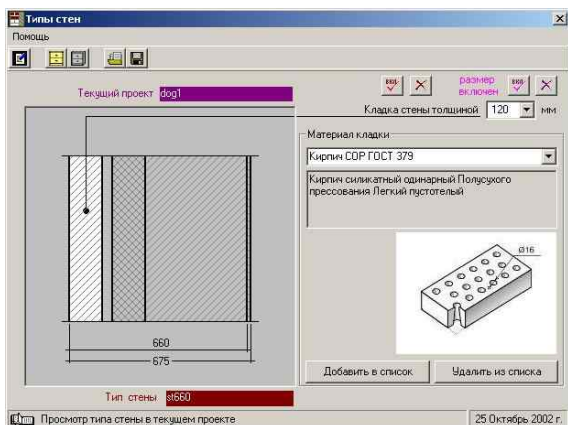 Типы стен
Помощь
вкл.
размер
включен
вкл.
Текущий проект dog1
Кладка стены толщиной 120 мм
Материал кладки
Кирпич СОР ГОСТ 379
Кирпич силикатный одинарный Полусухого
прессования Легкий пустотелый
Ø16
660
675
Добавить в список
Удалить из списка
Тип стены st660
Просмотр типа стены в текущем проекте
25 Октябрь 2002 г.